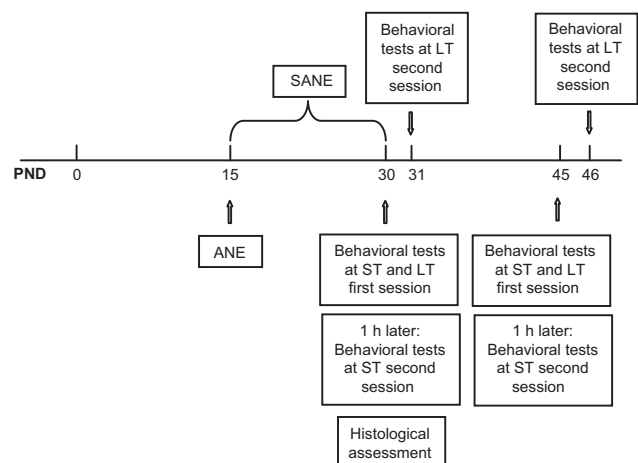 Behavioral
tests at LT
second
session
Behavioral
tests at LT
second
session
SANE
PND 0 15 30 31 45 46
ANE
Behavioral tests
at ST and LT
first session
Behavioral tests
at ST and LT
first session
1 h later:
Behavioral tests
at ST second
session
1 h later:
Behavioral tests
at ST second
session
Histological
assessment